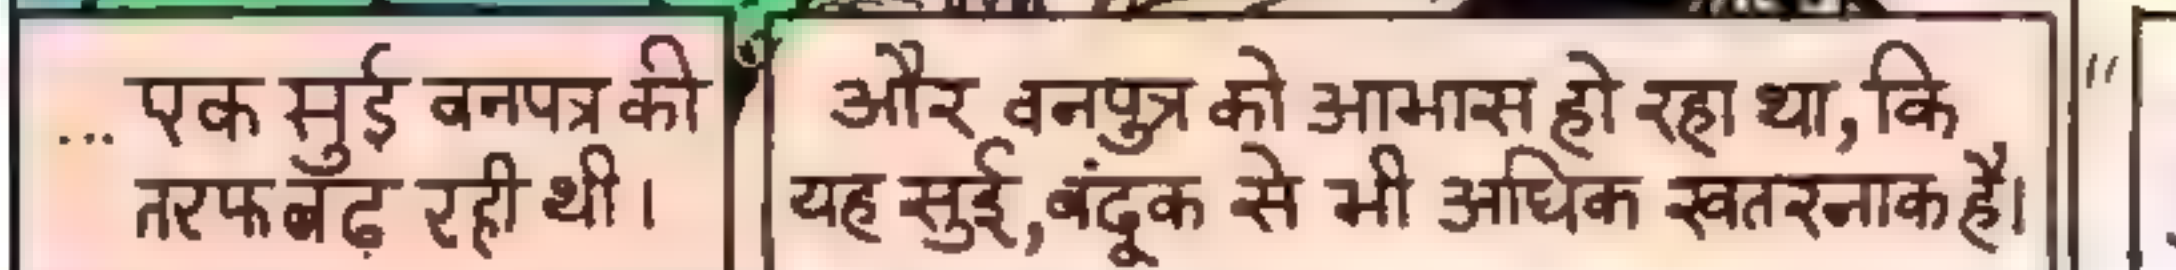 ... एक सुई वनपत्र की
तरफ बढ़ रही थी।
और वनपुत्र को आभास हो रहा था, कि
यह सुई, बंदूक से भी अधिक खतरनाक है।